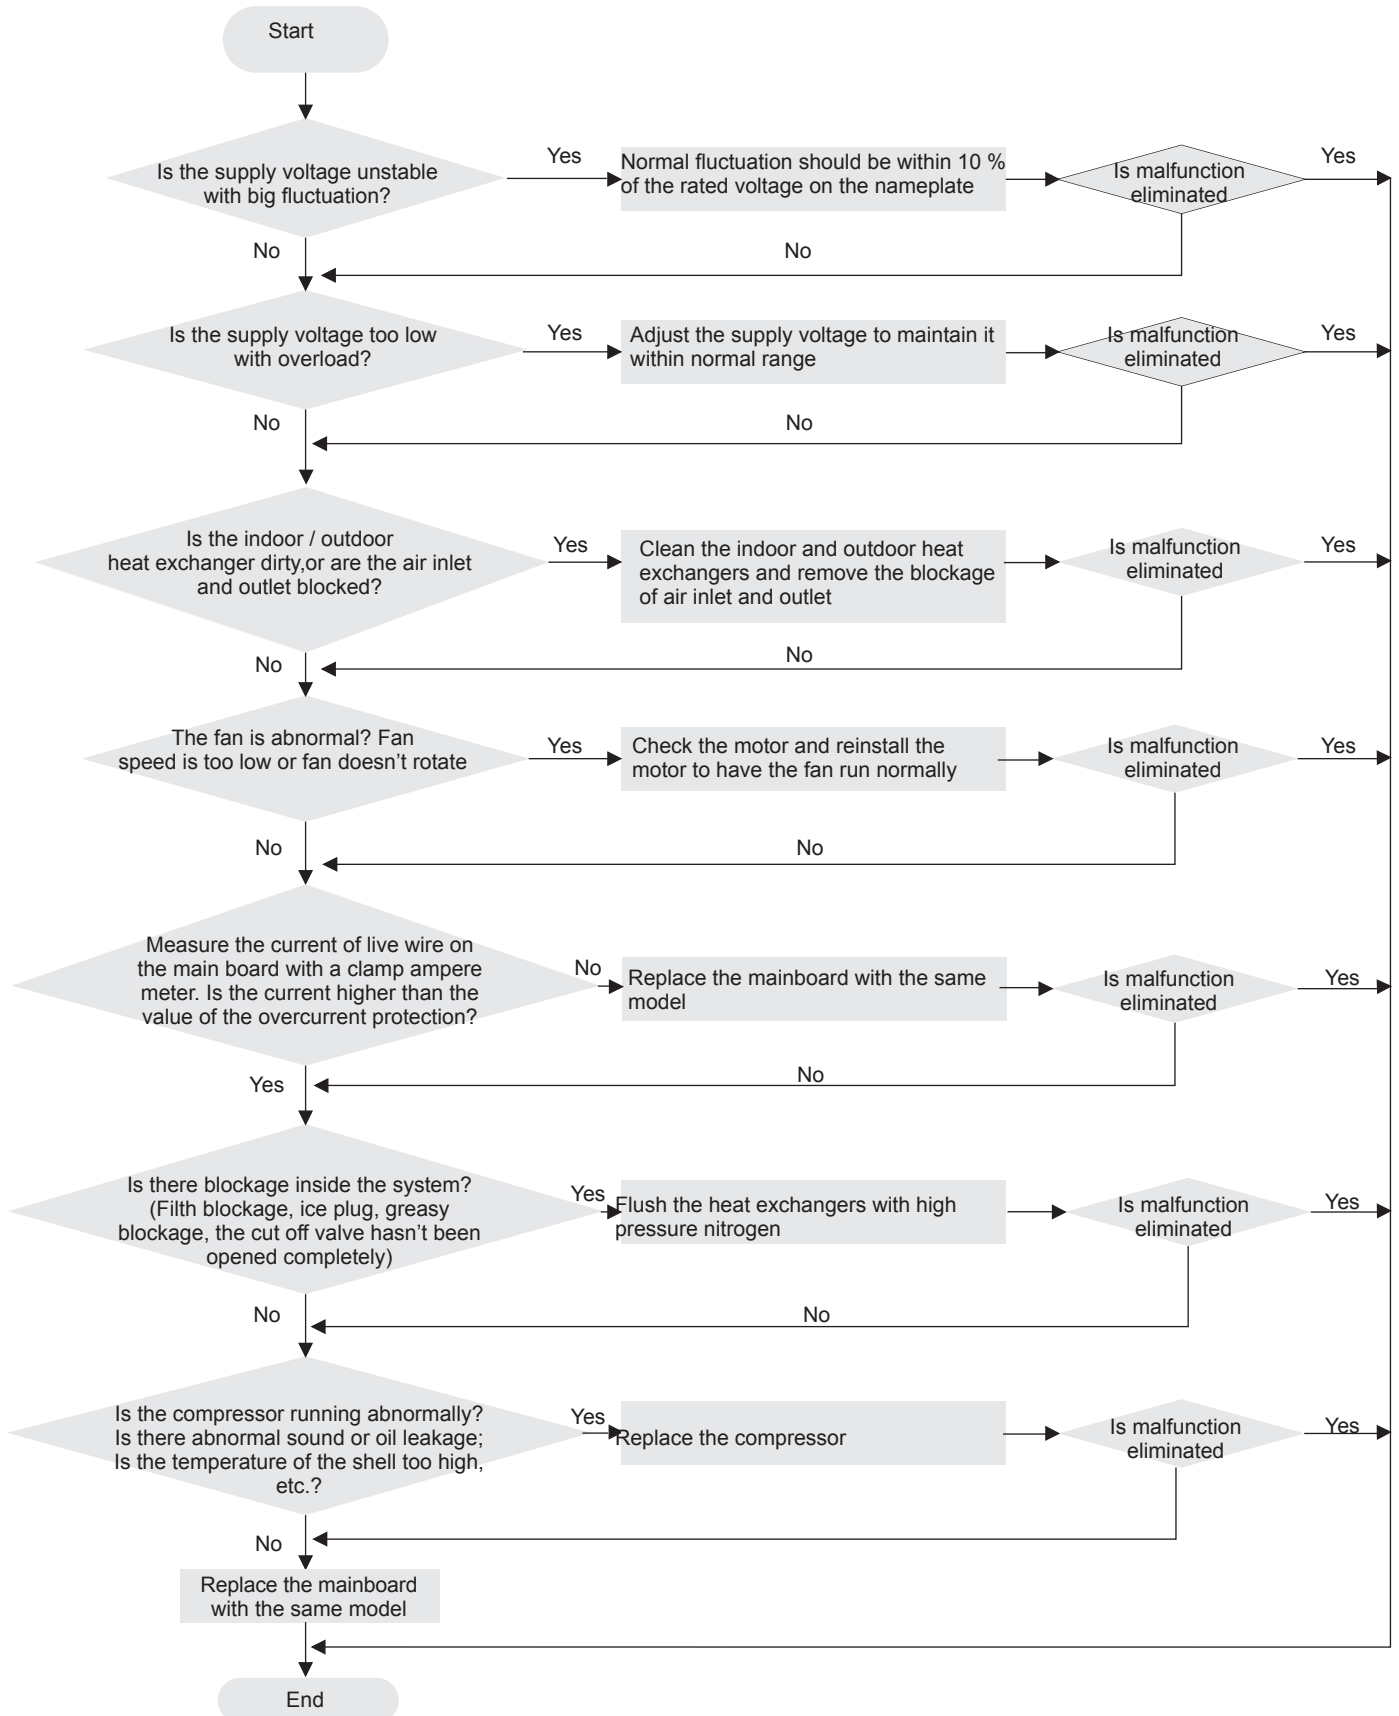 Start
Is the supply voltage unstable
with big fluctuation?
Yes
Normal fluctuation should be within 10 %
of the rated voltage on the nameplate
Is malfunction
eliminated
Yes
No
No
Is the supply voltage too low
with overload?
Yes
Adjust the supply voltage to maintain it
within normal range
Is malfunction
eliminated
Yes
No
No
Is the indoor / outdoor
heat exchanger dirty,or are the air inlet
and outlet blocked?
Yes
Clean the indoor and outdoor heat
exchangers and remove the blockage
of air inlet and outlet
Is malfunction
eliminated
Yes
No
No
The fan is abnormal? Fan
speed is too low or fan doesn’t rotate
Yes
Check the motor and reinstall the
motor to have the fan run normally
Is malfunction
eliminated
Yes
No
No
Measure the current of live wire on
the main board with a clamp ampere
meter. Is the current higher than the
value of the overcurrent protection?
No
Replace the mainboard with the same
model
Is malfunction
eliminated
Yes
Yes
No
Is there blockage inside the system?
(Filth blockage, ice plug, greasy
blockage, the cut off valve hasn’t been
opened completely)
Yes
Flush the heat exchangers with high
pressure nitrogen
Is malfunction
eliminated
Yes
No
No
Is the compressor running abnormally?
Is there abnormal sound or oil leakage;
Is the temperature of the shell too high,
etc.?
Yes
Replace the compressor
Is malfunction
eliminated
Yes
No
Replace the mainboard
with the same model
End